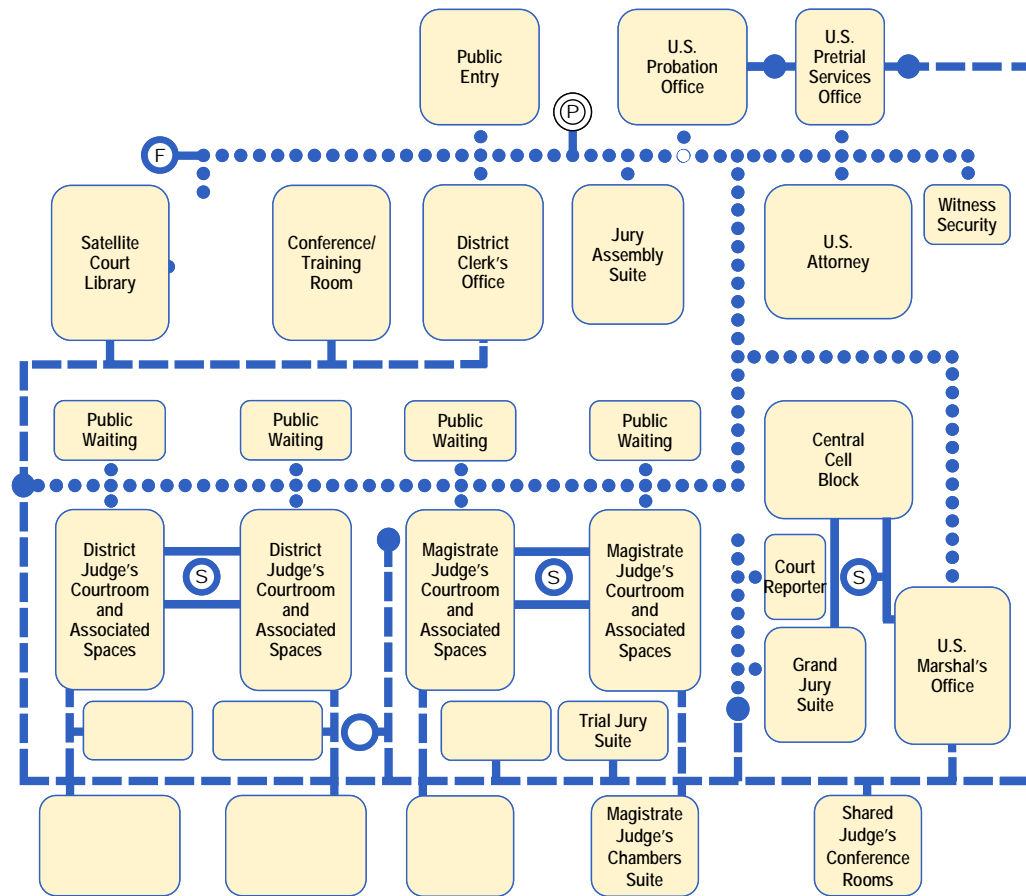 Public
Entry
U.S.
Probation
Office
U.S.
Pretrial
Services
Office
P
F
Satellite
Court
Library
Conference/
Training
Room
District
Clerk's
Office
Jury
Assembly
Suite
U.S.
Attorney
Witness
Security
Public
Waiting
Public
Waiting
Public
Waiting
Public
Waiting
Central
Cell
Block
District
Judge's
Courtroom
and
Associated
Spaces
S
District
Judge's
Courtroom
and
Associated
Spaces
Magistrate
Judge's
Courtroom
and
Associated
Spaces
S
Magistrate
Judge's
Courtroom
and
Associated
Spaces
Court
Reporter
S
Grand
Jury
Suite
U.S.
Marshal's
Office
Trial Jury
Suite
Magistrate
Judge's
Chambers
Suite
Shared
Judge's
Conference
Rooms